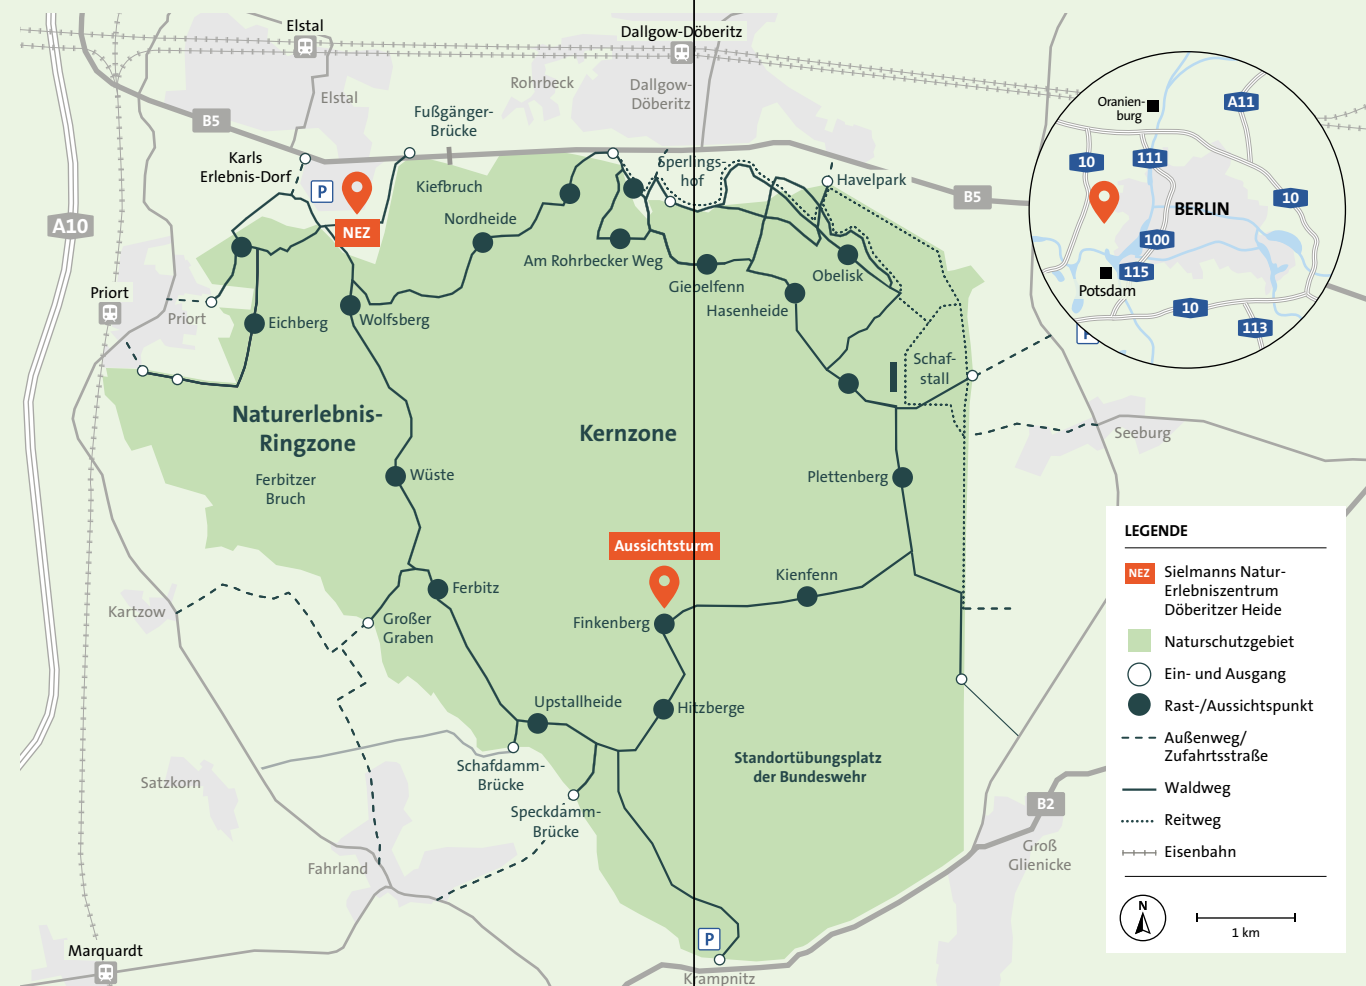 Elstal
Dallgow-Döberitz
Rohrbeck
Dallgow-
Döberitz
Elstal
B5
Fußgänger-
Brücke
Karls
Erlebnis-Dorf
P
NEZ
Kiefbruch
Sperlings-
hof
Havelpark
B5
A10
Nordheide
Am Rohrbecker Weg
Giebelfenn
Obelisk
Hasenheide
Priort
Priort
Eichberg
Wolfsberg
Schaf-
stall
P
Seeburg
Naturerlebnis-
Ringzone
Kernzone
Ferbitzer
Bruch
Wüste
Plettenberg
Aussichtsturm
Kienfenn
Ferbitz
Finkenberg
Kartzow
Großer
Graben
Upstallheide
Hitzberge
Schafdamm-
Brücke
Speckdamm-
Brücke
Standortübungsplatz
der Bundeswehr
Satzkorn
Fahrland
B2
Groß
Glienicke
Marquardt
P
Krampnitz
Oranien-
burg
A11
10
111
BERLIN
10
100
115
Potsdam
10
113
LEGENDE
NEZ
Sielmanns Natur-
Erlebniszentrum
Döberitzer Heide
Naturschutzgebiet
Ein- und Ausgang
Rast-/Aussichtspunkt
Außenweg/
Zufahrtsstraße
Waldweg
Reitweg
Eisenbahn
N
1 km